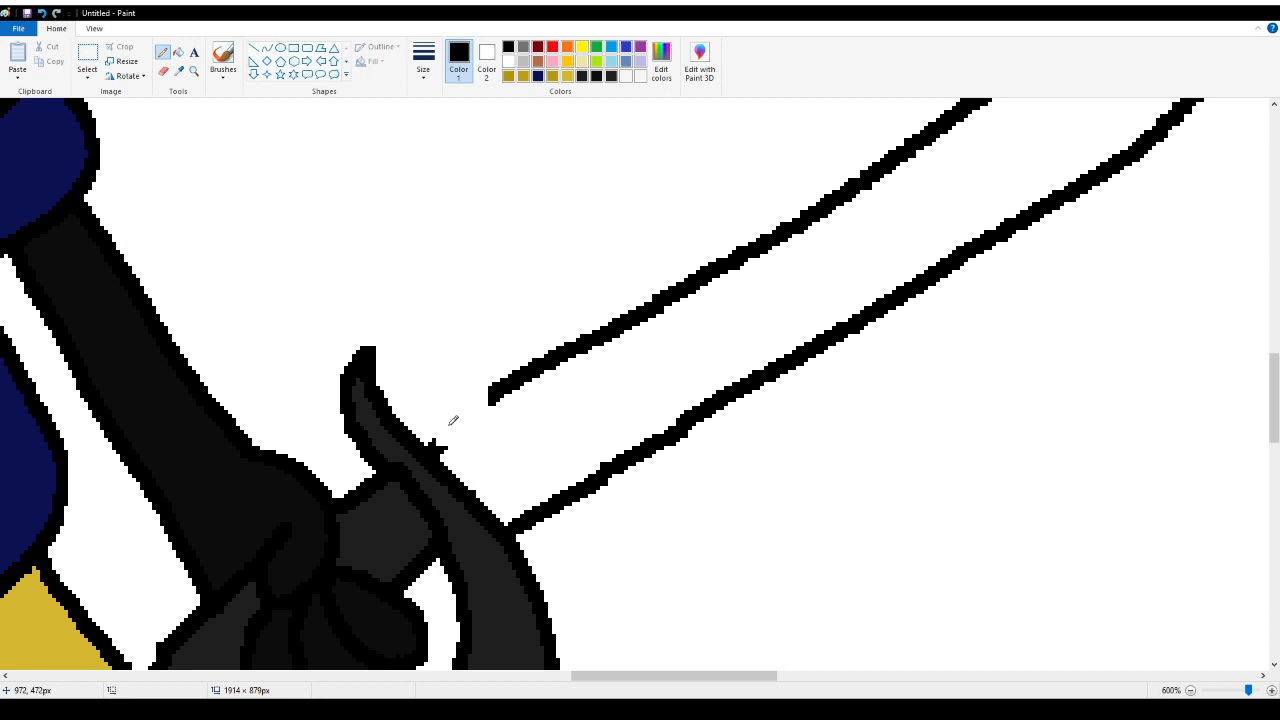 Untitled - Paint
File Home View
Paste
Cut
Copy
Clipboard
Select
Crop
Resize
Rotate
Image
A
Tools
Brushes
Outline
Fill
Shapes
Size
Color 1
Color 2
Edit colors
Colors
Edit with Paint 3D
972, 472px
1914 × 879px
600%